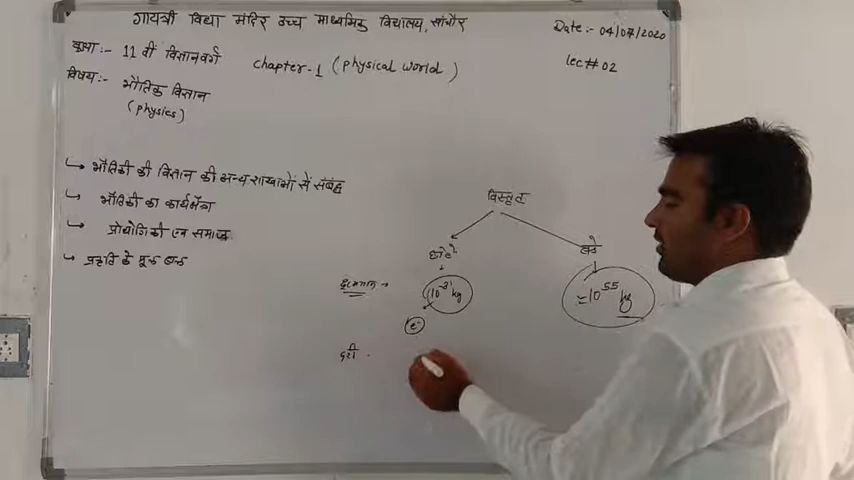 गायत्री विद्या मंदिर उच्च माध्यमिक विद्यालय, सांचौर
Date :- 04/07/2020
कक्षा :- 11 वीं विज्ञान वर्ग
chapter-1 (physical world)
lec# 02
विषय :- भौतिक विज्ञान
(physics)
भौतिकी की विज्ञान की अन्य शाखाओं से संबंध
भौतिकी का कार्यक्षेत्र
प्रोद्योगिकी एवं समाज
प्रकृति के मूल बल
विस्तृत
छोटे
बड़े
द्रव्यमान
10⁻³¹ kg
≈10⁵⁵ kg
e⁻
दूरी